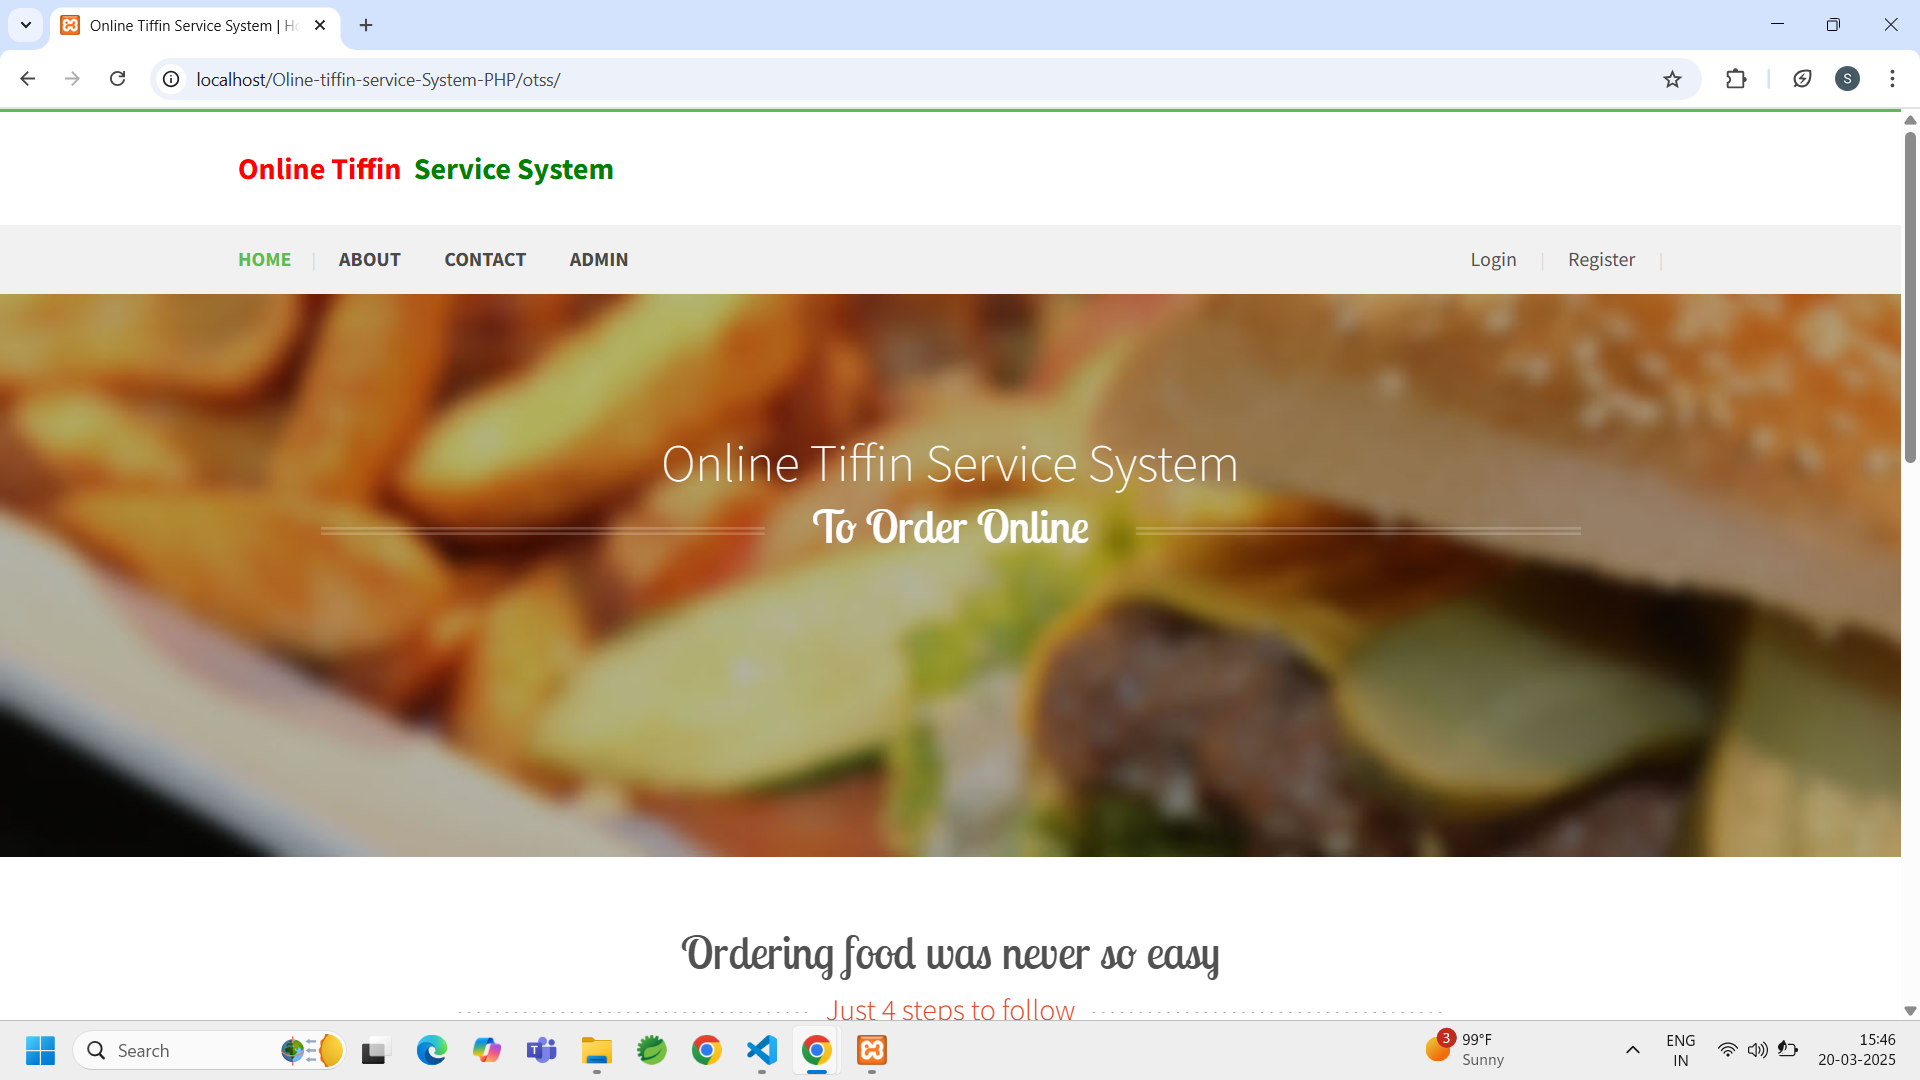 Online Tiffin Service System | Ho
localhost/Oline-tiffin-service-System-PHP/otss/
S
Online Tiffin Service System
HOME | ABOUT CONTACT ADMIN Login | Register |
Online Tiffin Service System
To Order Online
Ordering food was never so easy
Just 4 steps to follow
Search
3
99°F
Sunny
ENG
IN
15:46
20-03-2025